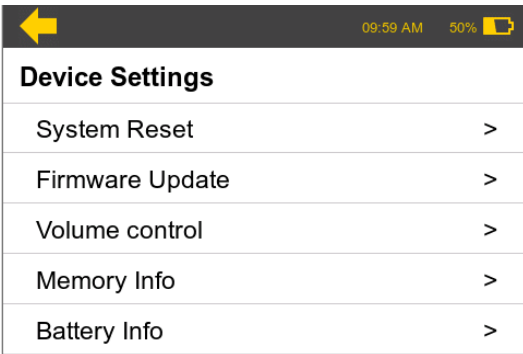 09:59 AM 50%
Device Settings
System Reset >
Firmware Update >
Volume control >
Memory Info >
Battery Info >